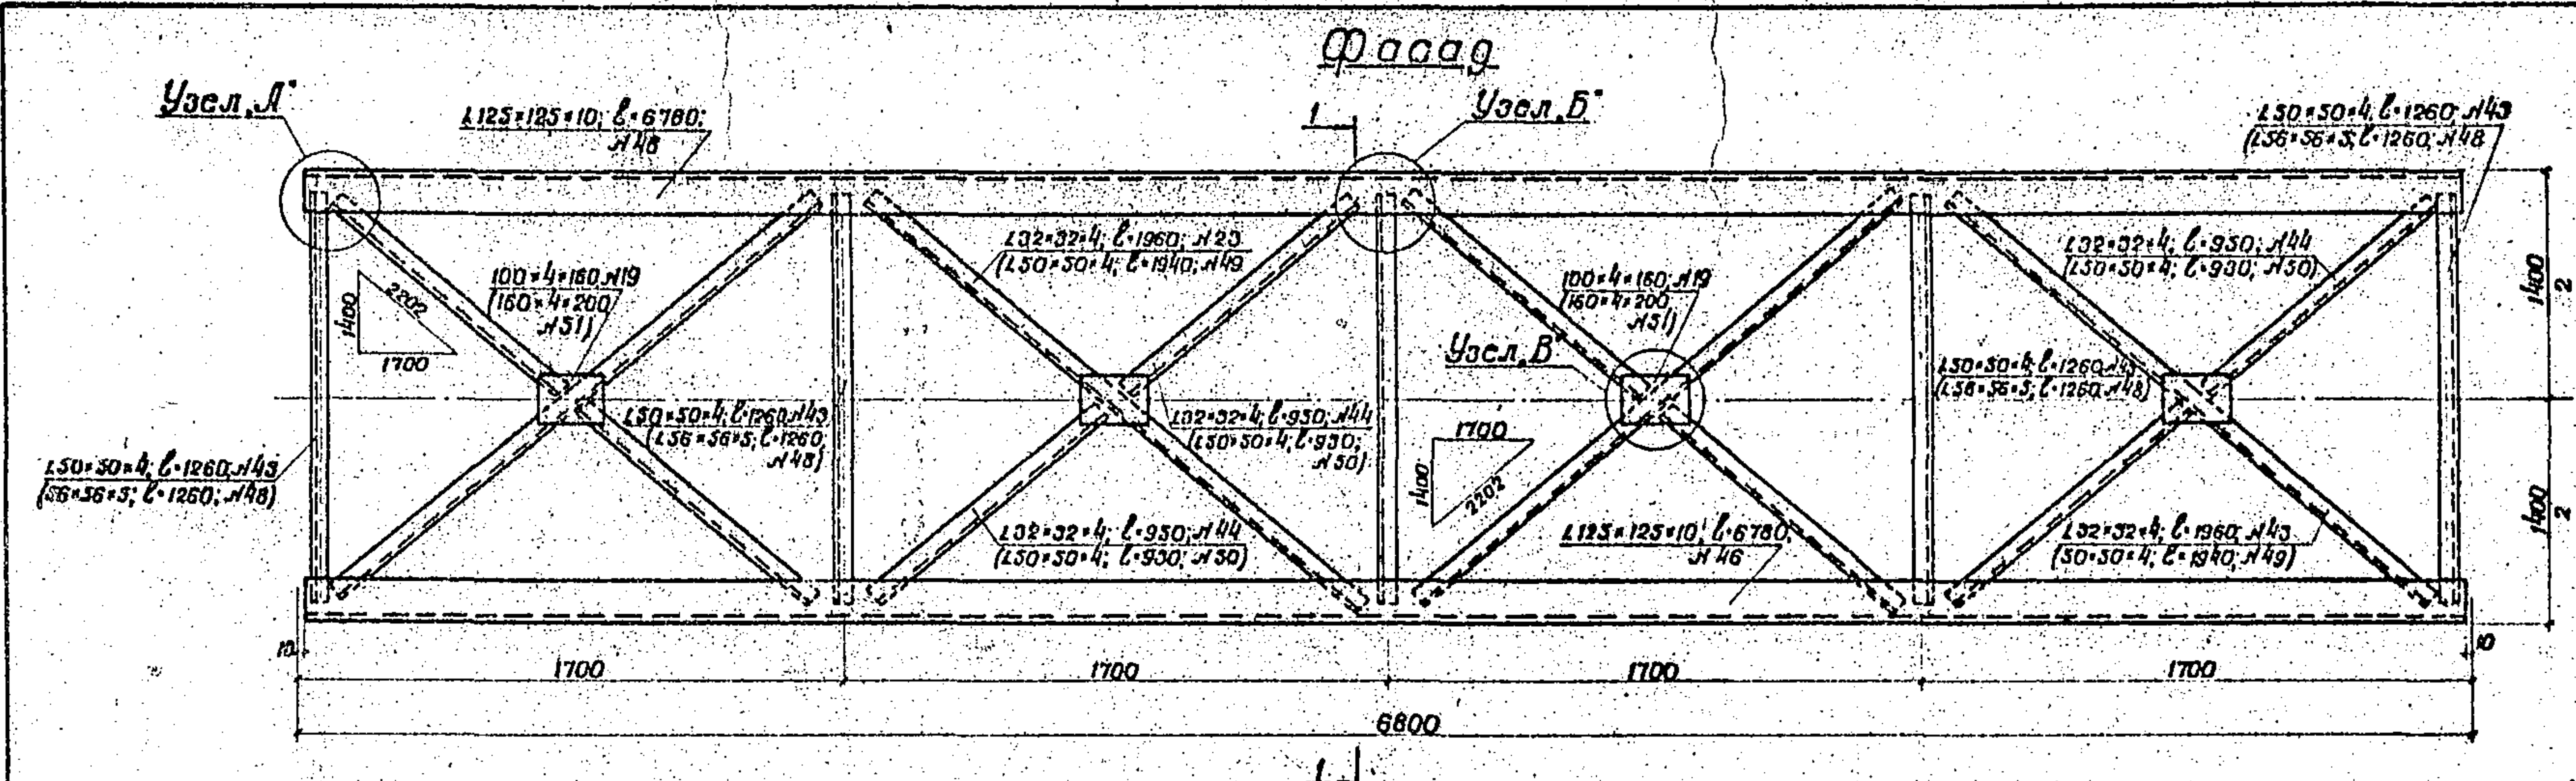 Фасад
Узел „А"
L125×125×10; ℓ=6780;
N48
1
Узел „Б"
L50×50×4, ℓ=1260; N43
(L56×56×5; ℓ=1260; N48
L32×32×4; ℓ=1960; N23
(L50×50×4; ℓ=1940; N49
L32×32×4; ℓ=930; N44
(L50×50×4; ℓ=930; N50)
100×4×160; N19
(160×4×200
N51)
100×4×160; N19
(160×4×200
N51)
1400
2202
1700
1400
2
Узел „В"
L50×50×4; ℓ=1260; N43
(L56×56×5; ℓ=1260;
N48)
L32×32×4; ℓ=930; N44
(L50×50×4; ℓ=930;
N50)
L50×50×4; ℓ=1260; N43
(L56×56×5; ℓ=1260; N48)
L50×50×4; ℓ=1260; N43
(56×56×5; ℓ=1260; N48)
1700
1400
2202
L32×32×4; ℓ=930; N44
(L50×50×4; ℓ=930; N50)
L125×125×10; ℓ=6780;
N46
L32×32×4; ℓ=1960; N43
(50×50×4; ℓ=1940; N49)
1400
2
10
1700
1700
1700
1700
10
6800
1